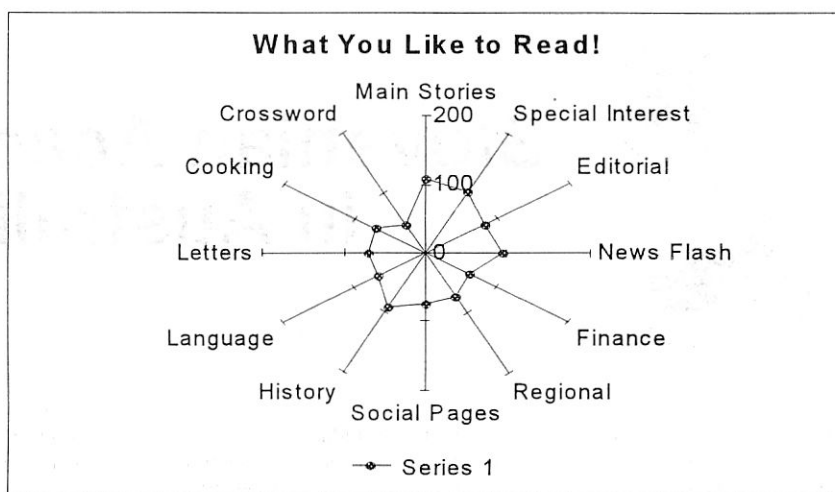 What You Like to Read!
Main Stories
Crossword
200
Special Interest
Cooking
100
Editorial
Letters
0
News Flash
Language
Finance
History
Regional
Social Pages
Series 1